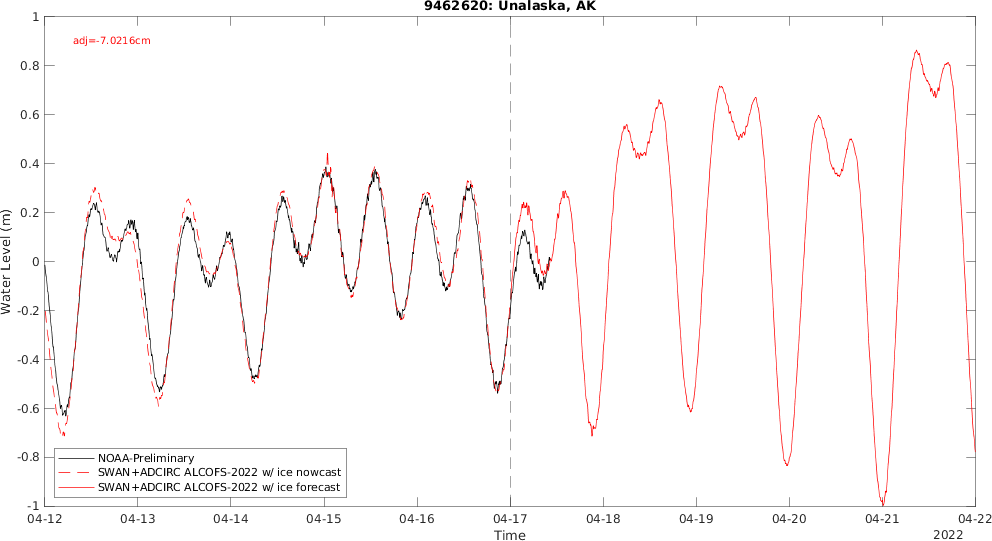 9462620: Unalaska, AK
adj=-7.0216cm
1
0.8
0.6
0.4
0.2
0
-0.2
-0.4
-0.6
-0.8
-1
Water Level (m)
NOAA-Preliminary
SWAN+ADCIRC ALCOFS-2022 w/ ice nowcast
SWAN+ADCIRC ALCOFS-2022 w/ ice forecast
04-12 04-13 04-14 04-15 04-16 04-17 04-18 04-19 04-20 04-21 04-22
Time
2022